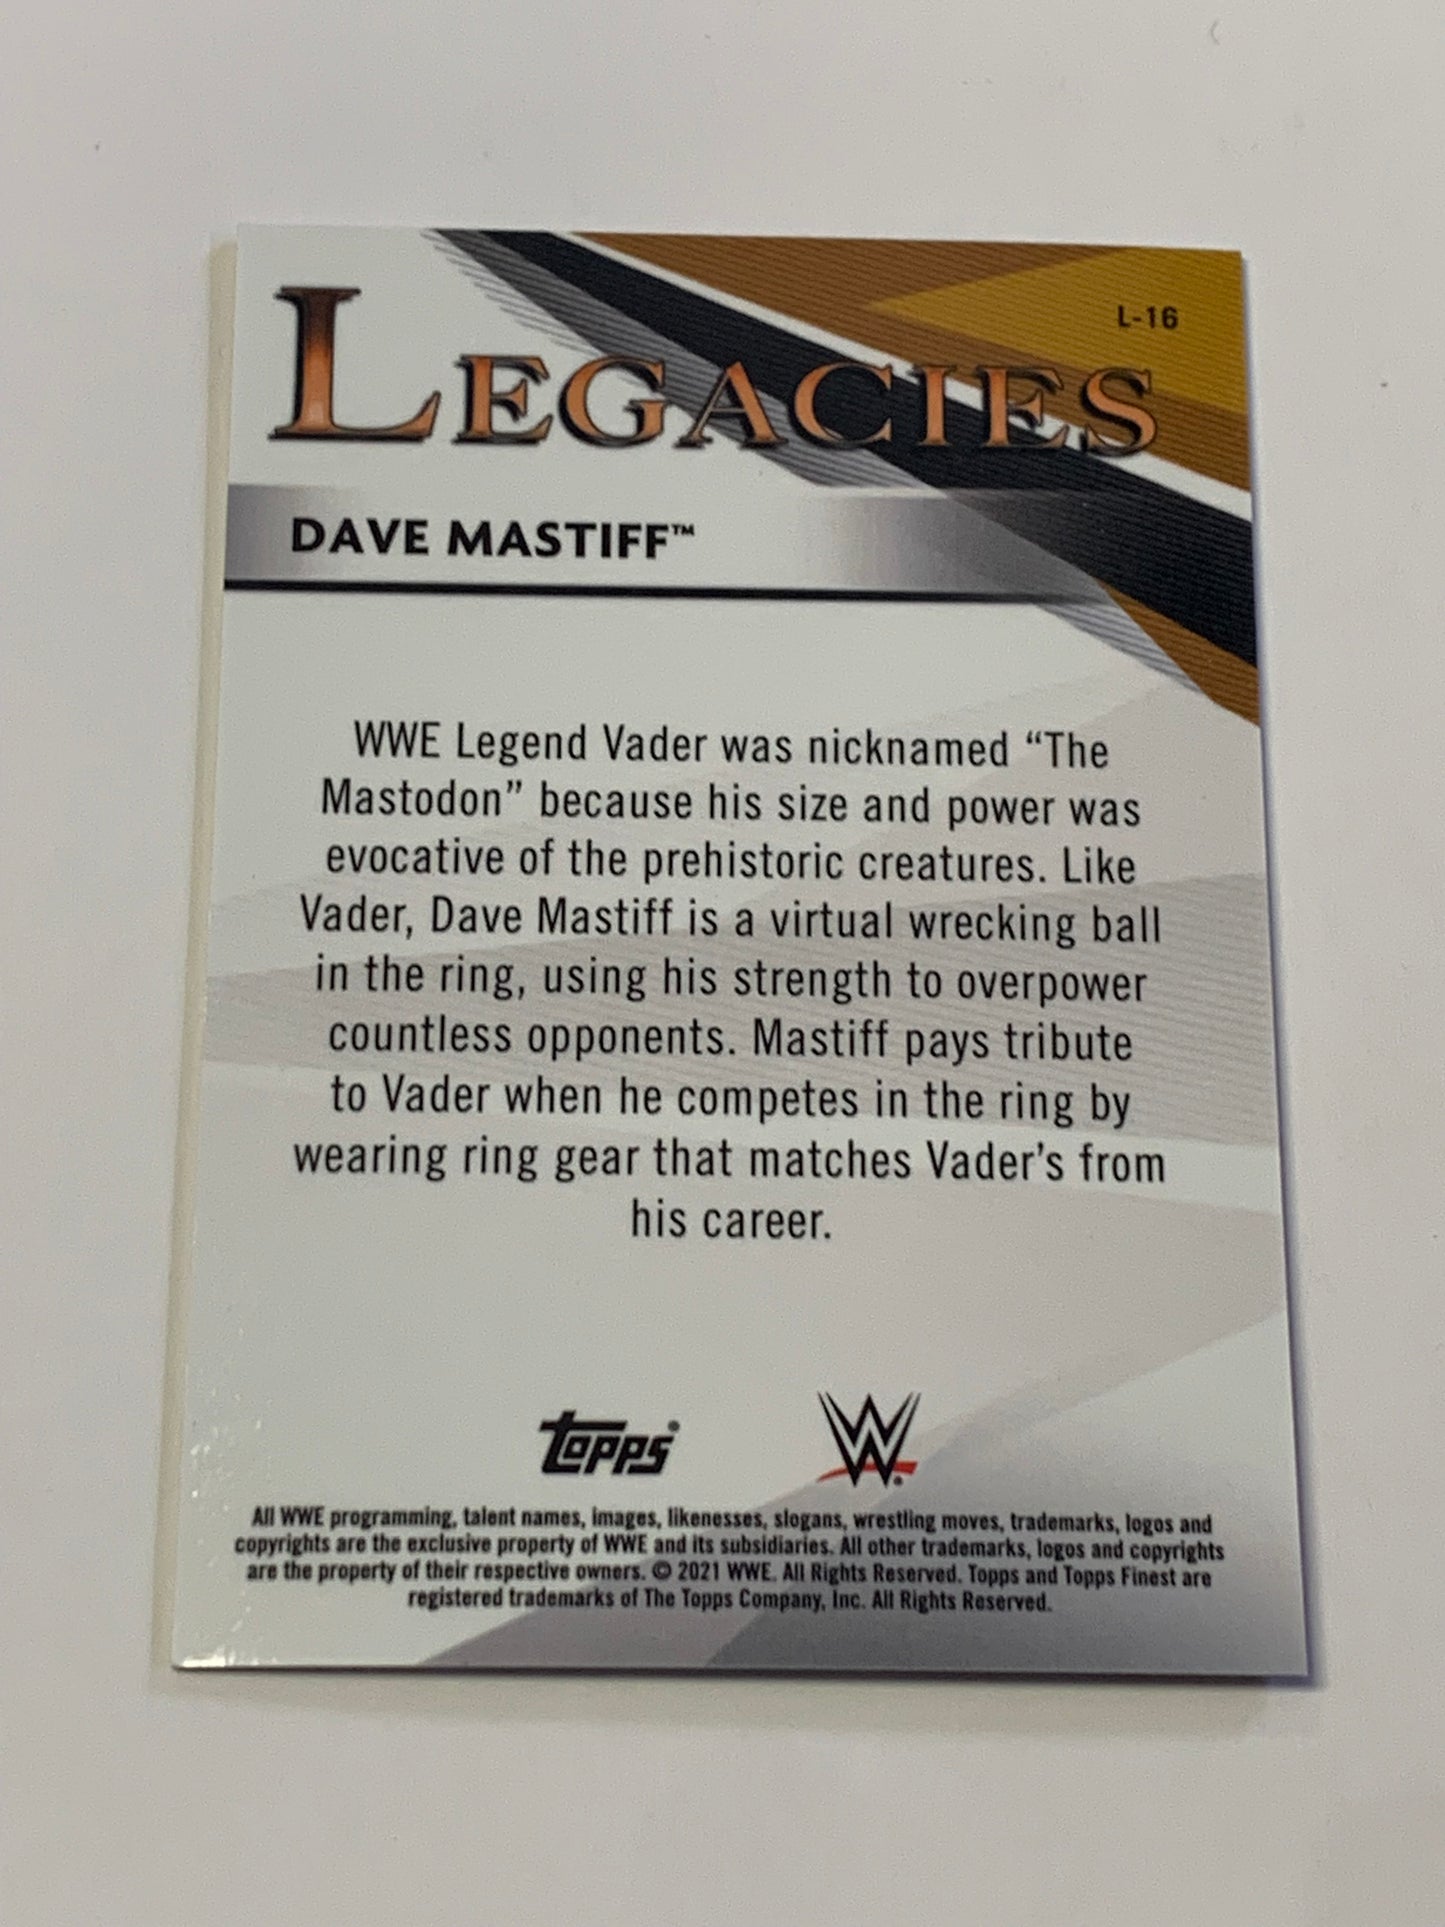 L-16
LEGACIES
DAVE MASTIFF™
WWE Legend Vader was nicknamed “The
Mastodon” because his size and power was
evocative of the prehistoric creatures. Like
Vader, Dave Mastiff is a virtual wrecking ball
in the ring, using his strength to overpower
countless opponents. Mastiff pays tribute
to Vader when he competes in the ring by
wearing ring gear that matches Vader’s from
his career.
topps W
All WWE programming, talent names, images, likenesses, slogans, wrestling moves, trademarks, logos and
copyrights are the exclusive property of WWE and its subsidiaries. All other trademarks, logos and copyrights
are the property of their respective owners. © 2021 WWE. All Rights Reserved. Topps and Topps Finest are
registered trademarks of The Topps Company, Inc. All Rights Reserved.